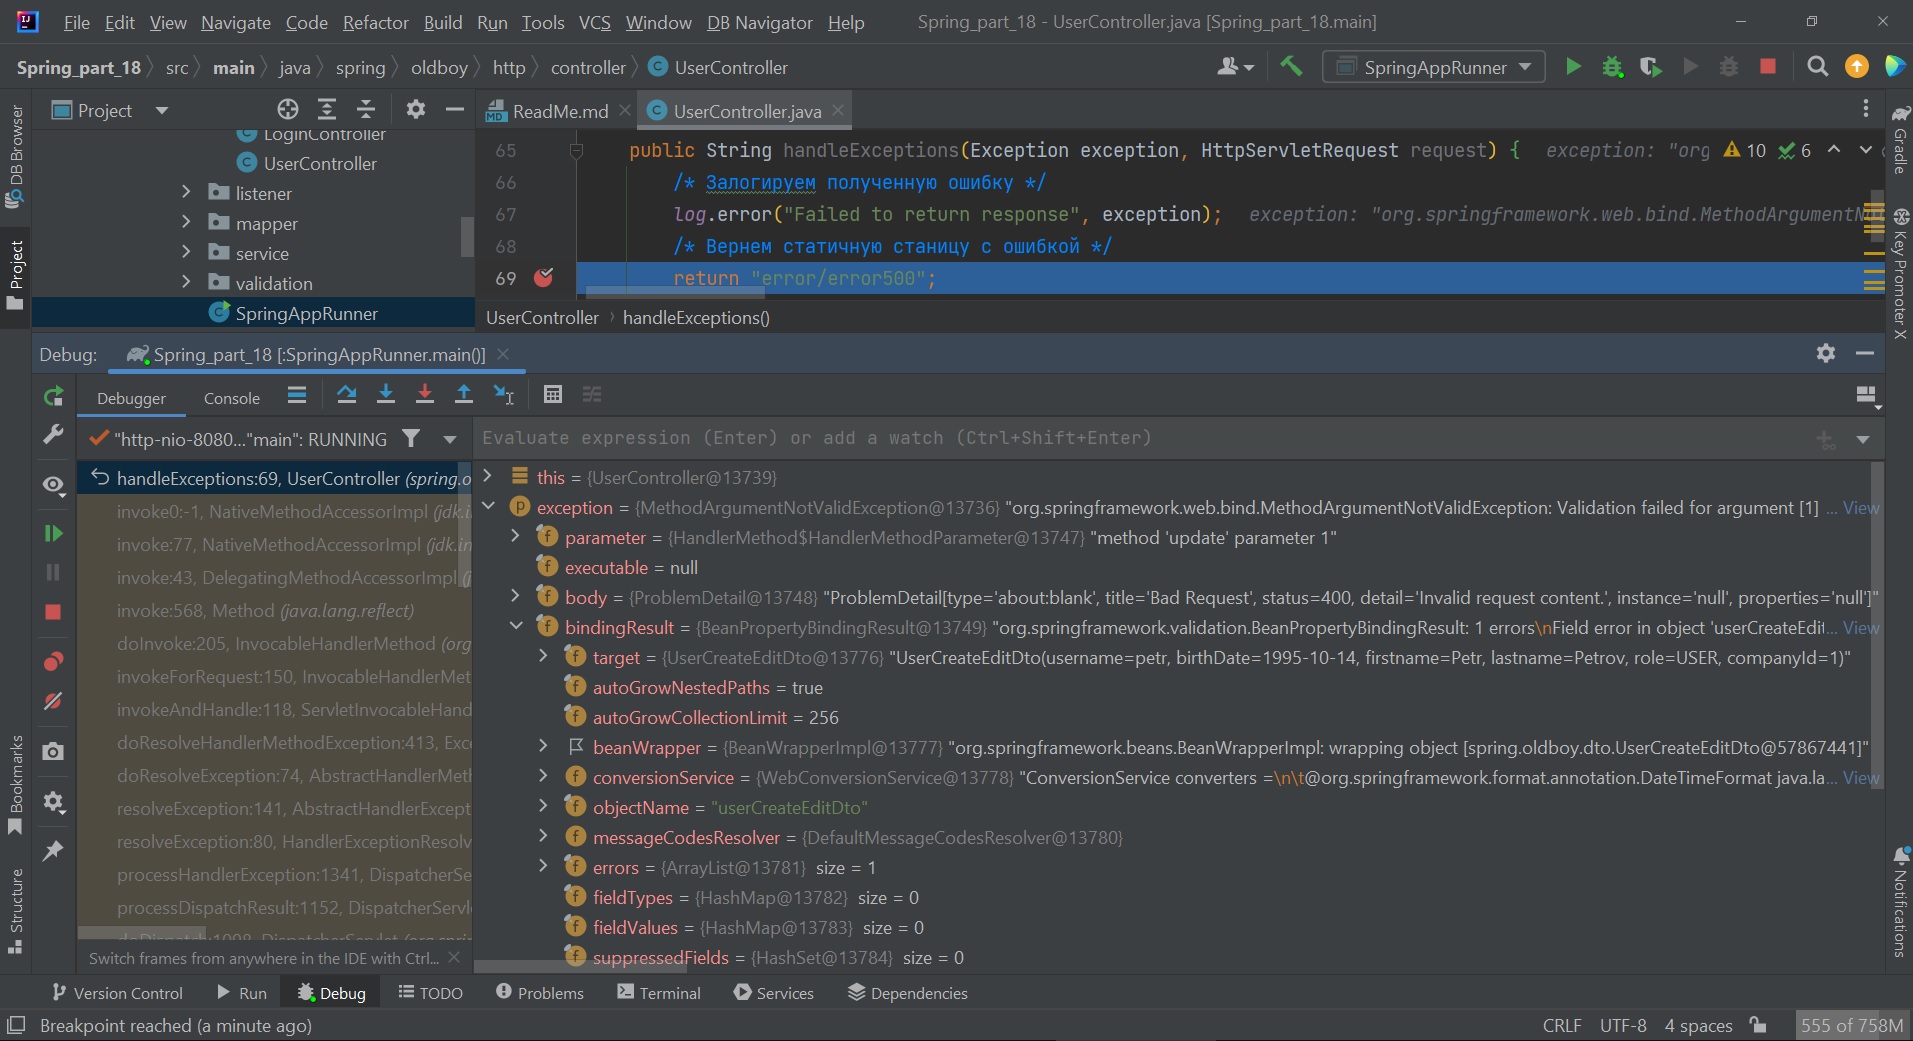 File Edit View Navigate Code Refactor Build Run Tools VCS Window DB Navigator Help Spring_part_18 - UserController.java [Spring_part_18.main]
Spring_part_18 src main java spring oldboy http controller UserController SpringAppRunner
DB Browser
Project
Bookmarks
Structure
Project
LoginController
UserController
listener
mapper
service
validation
SpringAppRunner
ReadMe.md UserController.java
65 public String handleExceptions(Exception exception, HttpServletRequest request) { exception: "org 10 6
66 /* Залогируем полученную ошибку */
67 log.error("Failed to return response", exception); exception: "org.springframework.web.bind.MethodArgumentN
68 /* Вернем статичную станицу с ошибкой */
69 return "error/error500";
UserController handleExceptions()
Gradle
Key Promoter X
Notifications
Debug: Spring_part_18 [:SpringAppRunner.main()]
Debugger Console
"http-nio-8080..."main": RUNNING
Evaluate expression (Enter) or add a watch (Ctrl+Shift+Enter)
handleExceptions:69, UserController (spring.o
invoke0:-1, NativeMethodAccessorImpl (jdk.in
invoke:77, NativeMethodAccessorImpl (jdk.in
invoke:43, DelegatingMethodAccessorImpl (j
invoke:568, Method (java.lang.reflect)
doInvoke:205, InvocableHandlerMethod (org
invokeForRequest:150, InvocableHandlerMet
invokeAndHandle:118, ServletInvocableHand
doResolveHandlerMethodException:413, Exce
doResolveException:74, AbstractHandlerMeth
resolveException:141, AbstractHandlerExcept
resolveException:80, HandlerExceptionResolv
processHandlerException:1341, DispatcherSe
processDispatchResult:1152, DispatcherServl
doDispatch:1098, DispatcherServlet (org.spri
Switch frames from anywhere in the IDE with Ctrl...
this = {UserController@13739}
exception = {MethodArgumentNotValidException@13736} "org.springframework.web.bind.MethodArgumentNotValidException: Validation failed for argument [1] ... View
parameter = {HandlerMethod$HandlerMethodParameter@13747} "method 'update' parameter 1"
executable = null
body = {ProblemDetail@13748} "ProblemDetail[type='about:blank', title='Bad Request', status=400, detail='Invalid request content.', instance='null', properties='null']"
bindingResult = {BeanPropertyBindingResult@13749} "org.springframework.validation.BeanPropertyBindingResult: 1 errors\nField error in object 'userCreateEdit... View
target = {UserCreateEditDto@13776} "UserCreateEditDto(username=petr, birthDate=1995-10-14, firstname=Petr, lastname=Petrov, role=USER, companyId=1)"
autoGrowNestedPaths = true
autoGrowCollectionLimit = 256
beanWrapper = {BeanWrapperImpl@13777} "org.springframework.beans.BeanWrapperImpl: wrapping object [spring.oldboy.dto.UserCreateEditDto@57867441]"
conversionService = {WebConversionService@13778} "ConversionService converters =\n\t@org.springframework.format.annotation.DateTimeFormat java.la... View
objectName = "userCreateEditDto"
messageCodesResolver = {DefaultMessageCodesResolver@13780}
errors = {ArrayList@13781} size = 1
fieldTypes = {HashMap@13782} size = 0
fieldValues = {HashMap@13783} size = 0
suppressedFields = {HashSet@13784} size = 0
Version Control Run Debug TODO Problems Terminal Services Dependencies
Breakpoint reached (a minute ago) CRLF UTF-8 4 spaces 555 of 758M